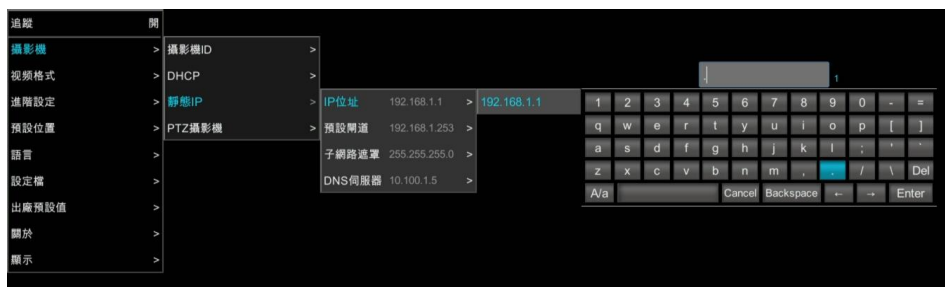 追蹤 開
攝影機 >
视频格式 >
進階設定 >
預設位置 >
語言 >
設定檔 >
出廠預設值 >
關於 >
顯示 >
攝影機ID >
DHCP >
靜態IP >
PTZ攝影機 >
IP位址 192.168.1.1 >
預設閘道 192.168.1.253 >
子網路遮罩 255.255.255.0 >
DNS伺服器 10.100.1.5 >
192.168.1.1
. 1
1 2 3 4 5 6 7 8 9 0 - =
q w e r t y u i o p [ ]
a s d f g h j k l ; ' `
z x c v b n m , . / \ Del
A/a Cancel Backspace ← → Enter